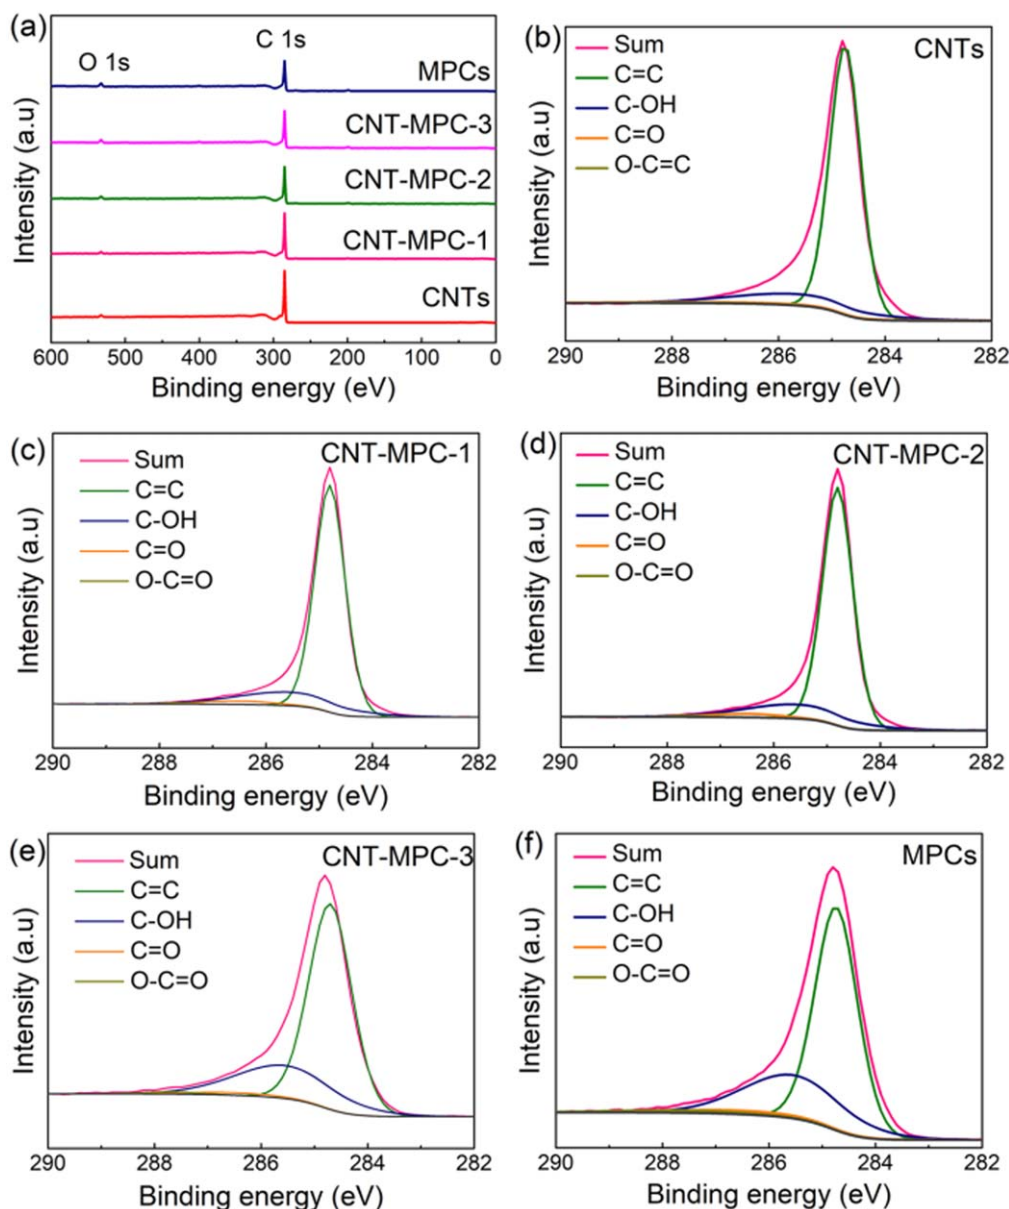 (a)
O 1s
C 1s
MPCs
CNT-MPC-3
CNT-MPC-2
CNT-MPC-1
CNTs
Intensity (a.u)
600 500 400 300 200 100 0
Binding energy (eV)
(b)
CNTs
Sum
C=C
C-OH
C=O
O-C=C
Intensity (a.u)
290 288 286 284 282
Binding energy (eV)
(c)
CNT-MPC-1
Sum
C=C
C-OH
C=O
O-C=O
Intensity (a.u)
290 288 286 284 282
Binding energy (eV)
(d)
CNT-MPC-2
Sum
C=C
C-OH
C=O
O-C=O
Intensity (a.u)
290 288 286 284 282
Binding energy (eV)
(e)
CNT-MPC-3
Sum
C=C
C-OH
C=O
O-C=O
Intensity (a.u)
290 288 286 284 282
Binding energy (eV)
(f)
MPCs
Sum
C=C
C-OH
C=O
O-C=O
Intensity (a.u)
290 288 286 284 282
Binding energy (eV)